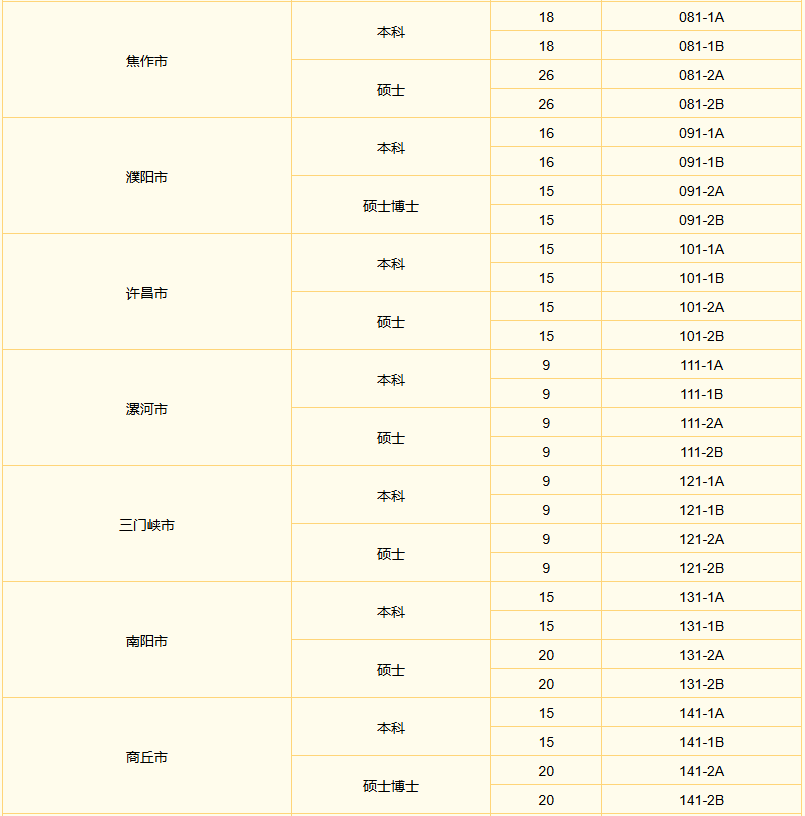 焦作市 本科 18 081-1A
18 081-1B
硕士 26 081-2A
26 081-2B
濮阳市 本科 16 091-1A
16 091-1B
硕士博士 15 091-2A
15 091-2B
许昌市 本科 15 101-1A
15 101-1B
硕士 15 101-2A
15 101-2B
漯河市 本科 9 111-1A
9 111-1B
硕士 9 111-2A
9 111-2B
三门峡市 本科 9 121-1A
9 121-1B
硕士 9 121-2A
9 121-2B
南阳市 本科 15 131-1A
15 131-1B
硕士 20 131-2A
20 131-2B
商丘市 本科 15 141-1A
15 141-1B
硕士博士 20 141-2A
20 141-2B